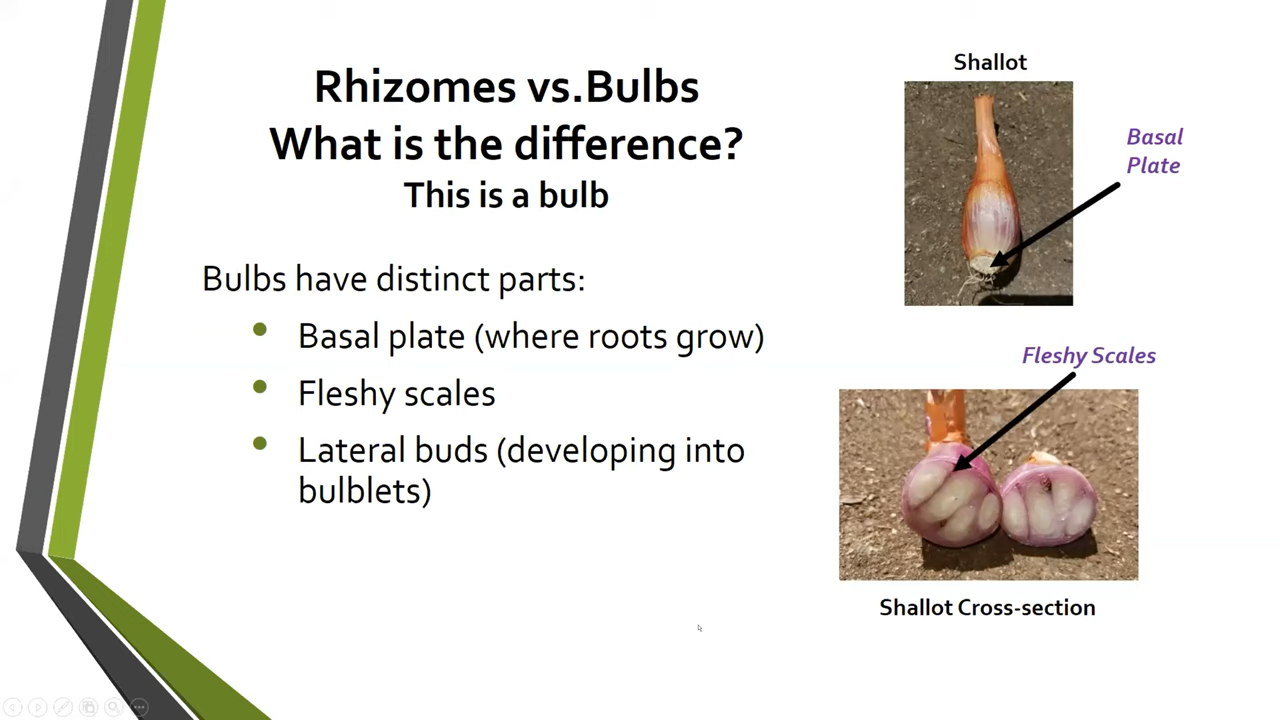 Rhizomes vs.Bulbs
What is the difference?
This is a bulb
Bulbs have distinct parts:
Basal plate (where roots grow)
Fleshy scales
Lateral buds (developing into
bulblets)
Shallot
Basal
Plate
Fleshy Scales
Shallot Cross-section